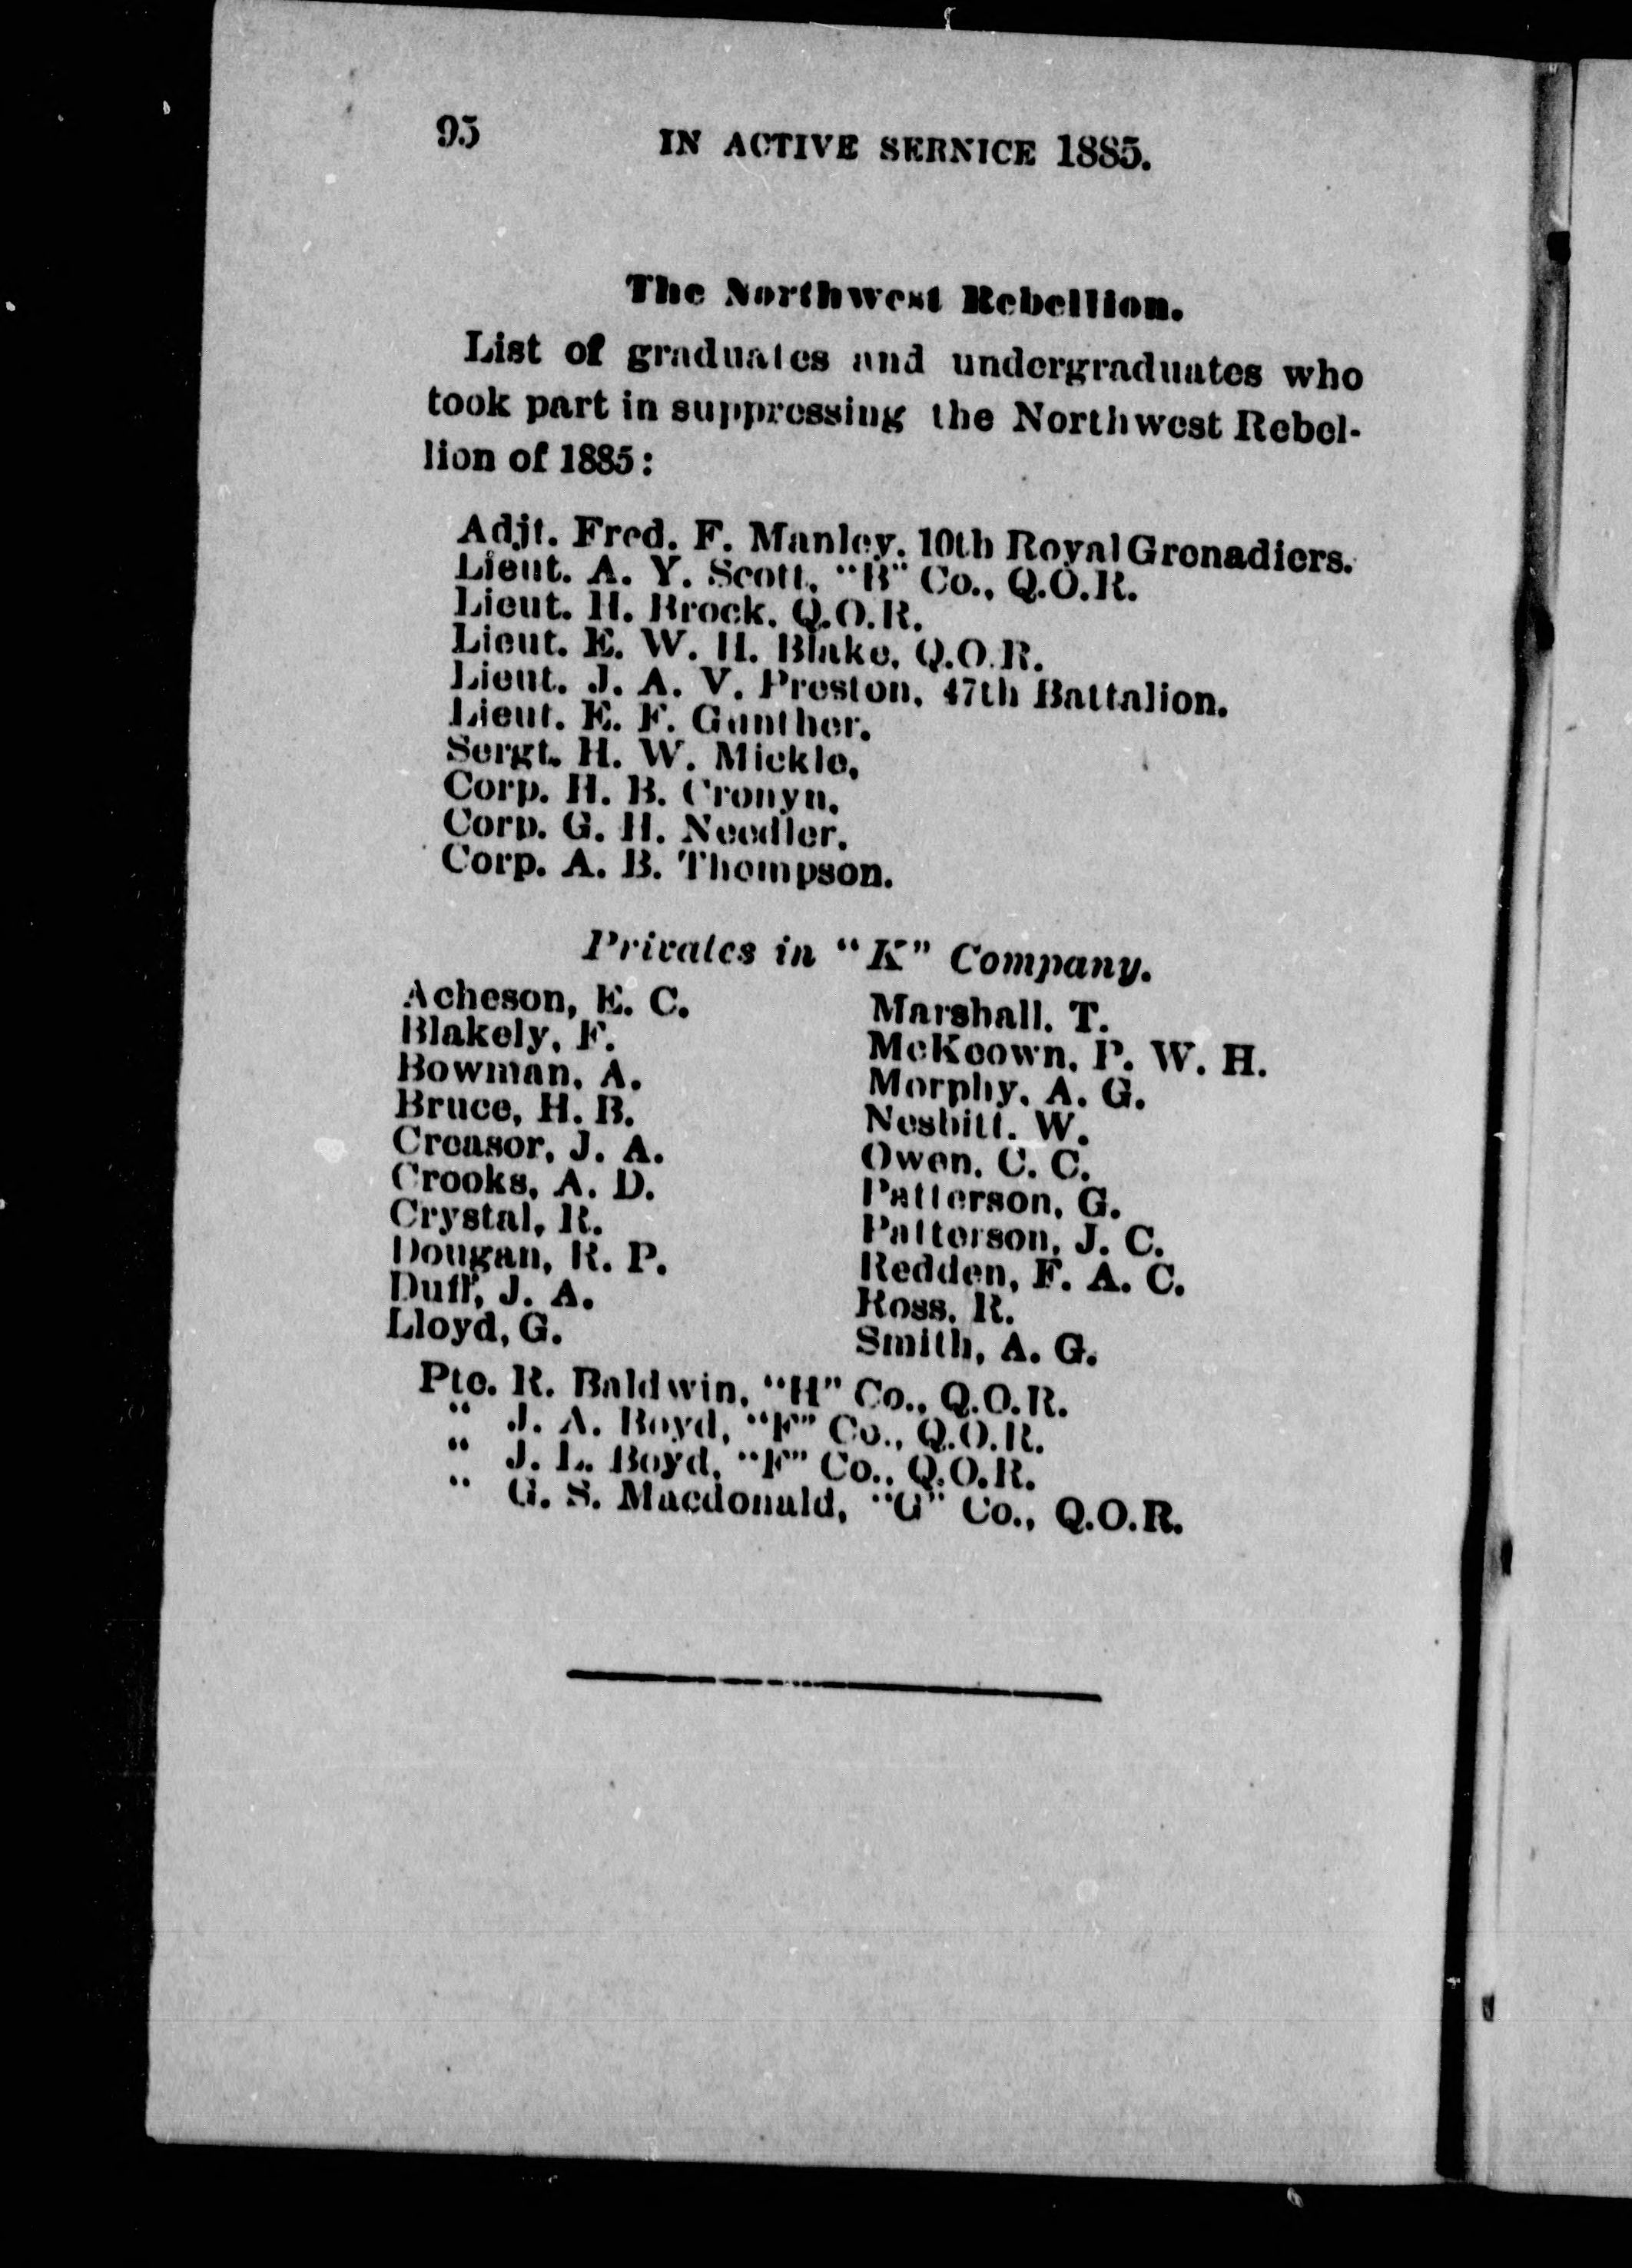 95 IN ACTIVE SERNICE 1885.
The Northwest Rebellion.
List of graduates and undergraduates who
took part in suppressing the Northwest Rebel-
lion of 1885:
Adjt. Fred. F. Manley. 10th Royal Grenadiers.
Lieut. A. Y. Scott, "B" Co., Q.O.R.
Lieut. H. Brock, Q.O.R.
Lieut. E. W. H. Blake, Q.O.R.
Lieut. J. A. V. Preston, 47th Battalion.
Lieut. E. F. Gunther.
Sergt. H. W. Mickle,
Corp. H. B. Cronyn.
Corp. G. H. Needler.
Corp. A. B. Thompson.
Privates in "K" Company.
Acheson, E. C.
Blakely, F.
Bowman, A.
Bruce, H. B.
Creasor, J. A.
Crooks, A. D.
Crystal, R.
Dougan, R. P.
Duff, J. A.
Lloyd, G.
Marshall, T.
McKeown, P. W. H.
Morphy, A. G.
Nesbitt. W.
Owen, C. C.
Patterson, G.
Patterson, J. C.
Redden, F. A. C.
Ross, R.
Smith, A. G.
Pte. R. Baldwin, "H" Co., Q.O.R.
" J. A. Boyd, "F" Co., Q.O.R.
" J. L. Boyd, "F" Co., Q.O.R.
" G. S. Macdonald, "G" Co., Q.O.R.